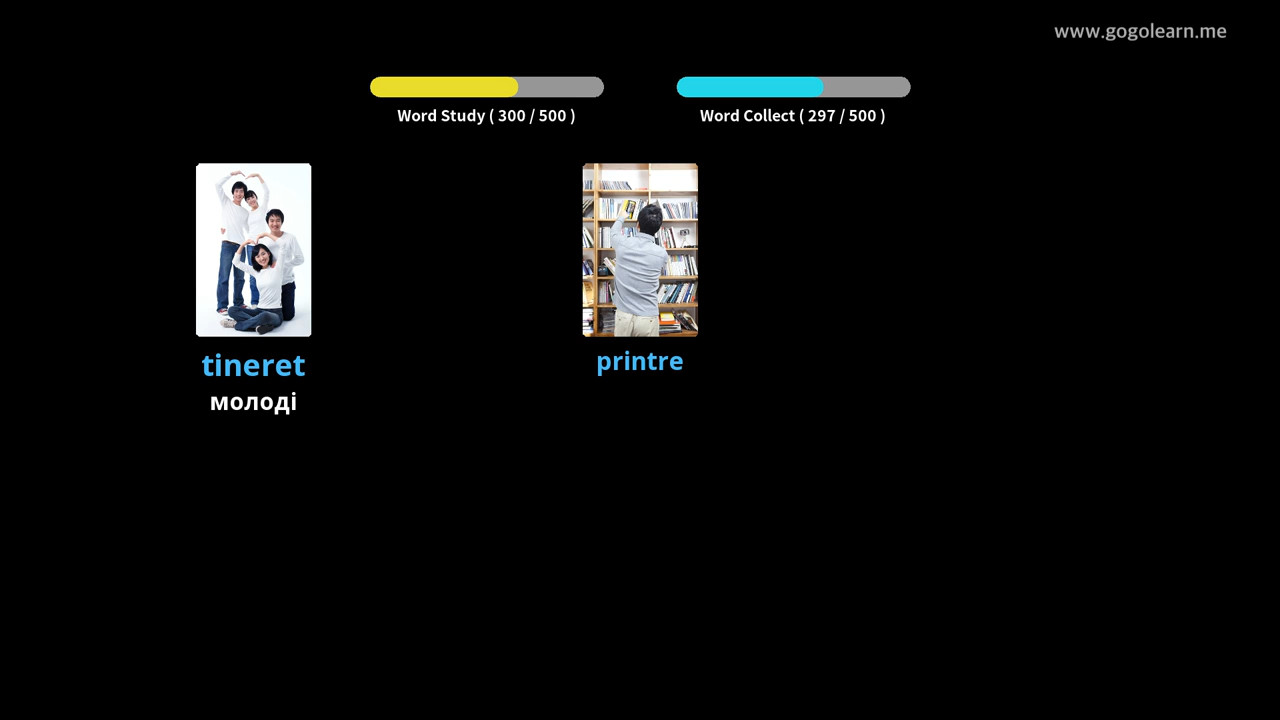 www.gogolearn.me
Word Study ( 300 / 500 )
Word Collect ( 297 / 500 )
tineret
молоді
printre